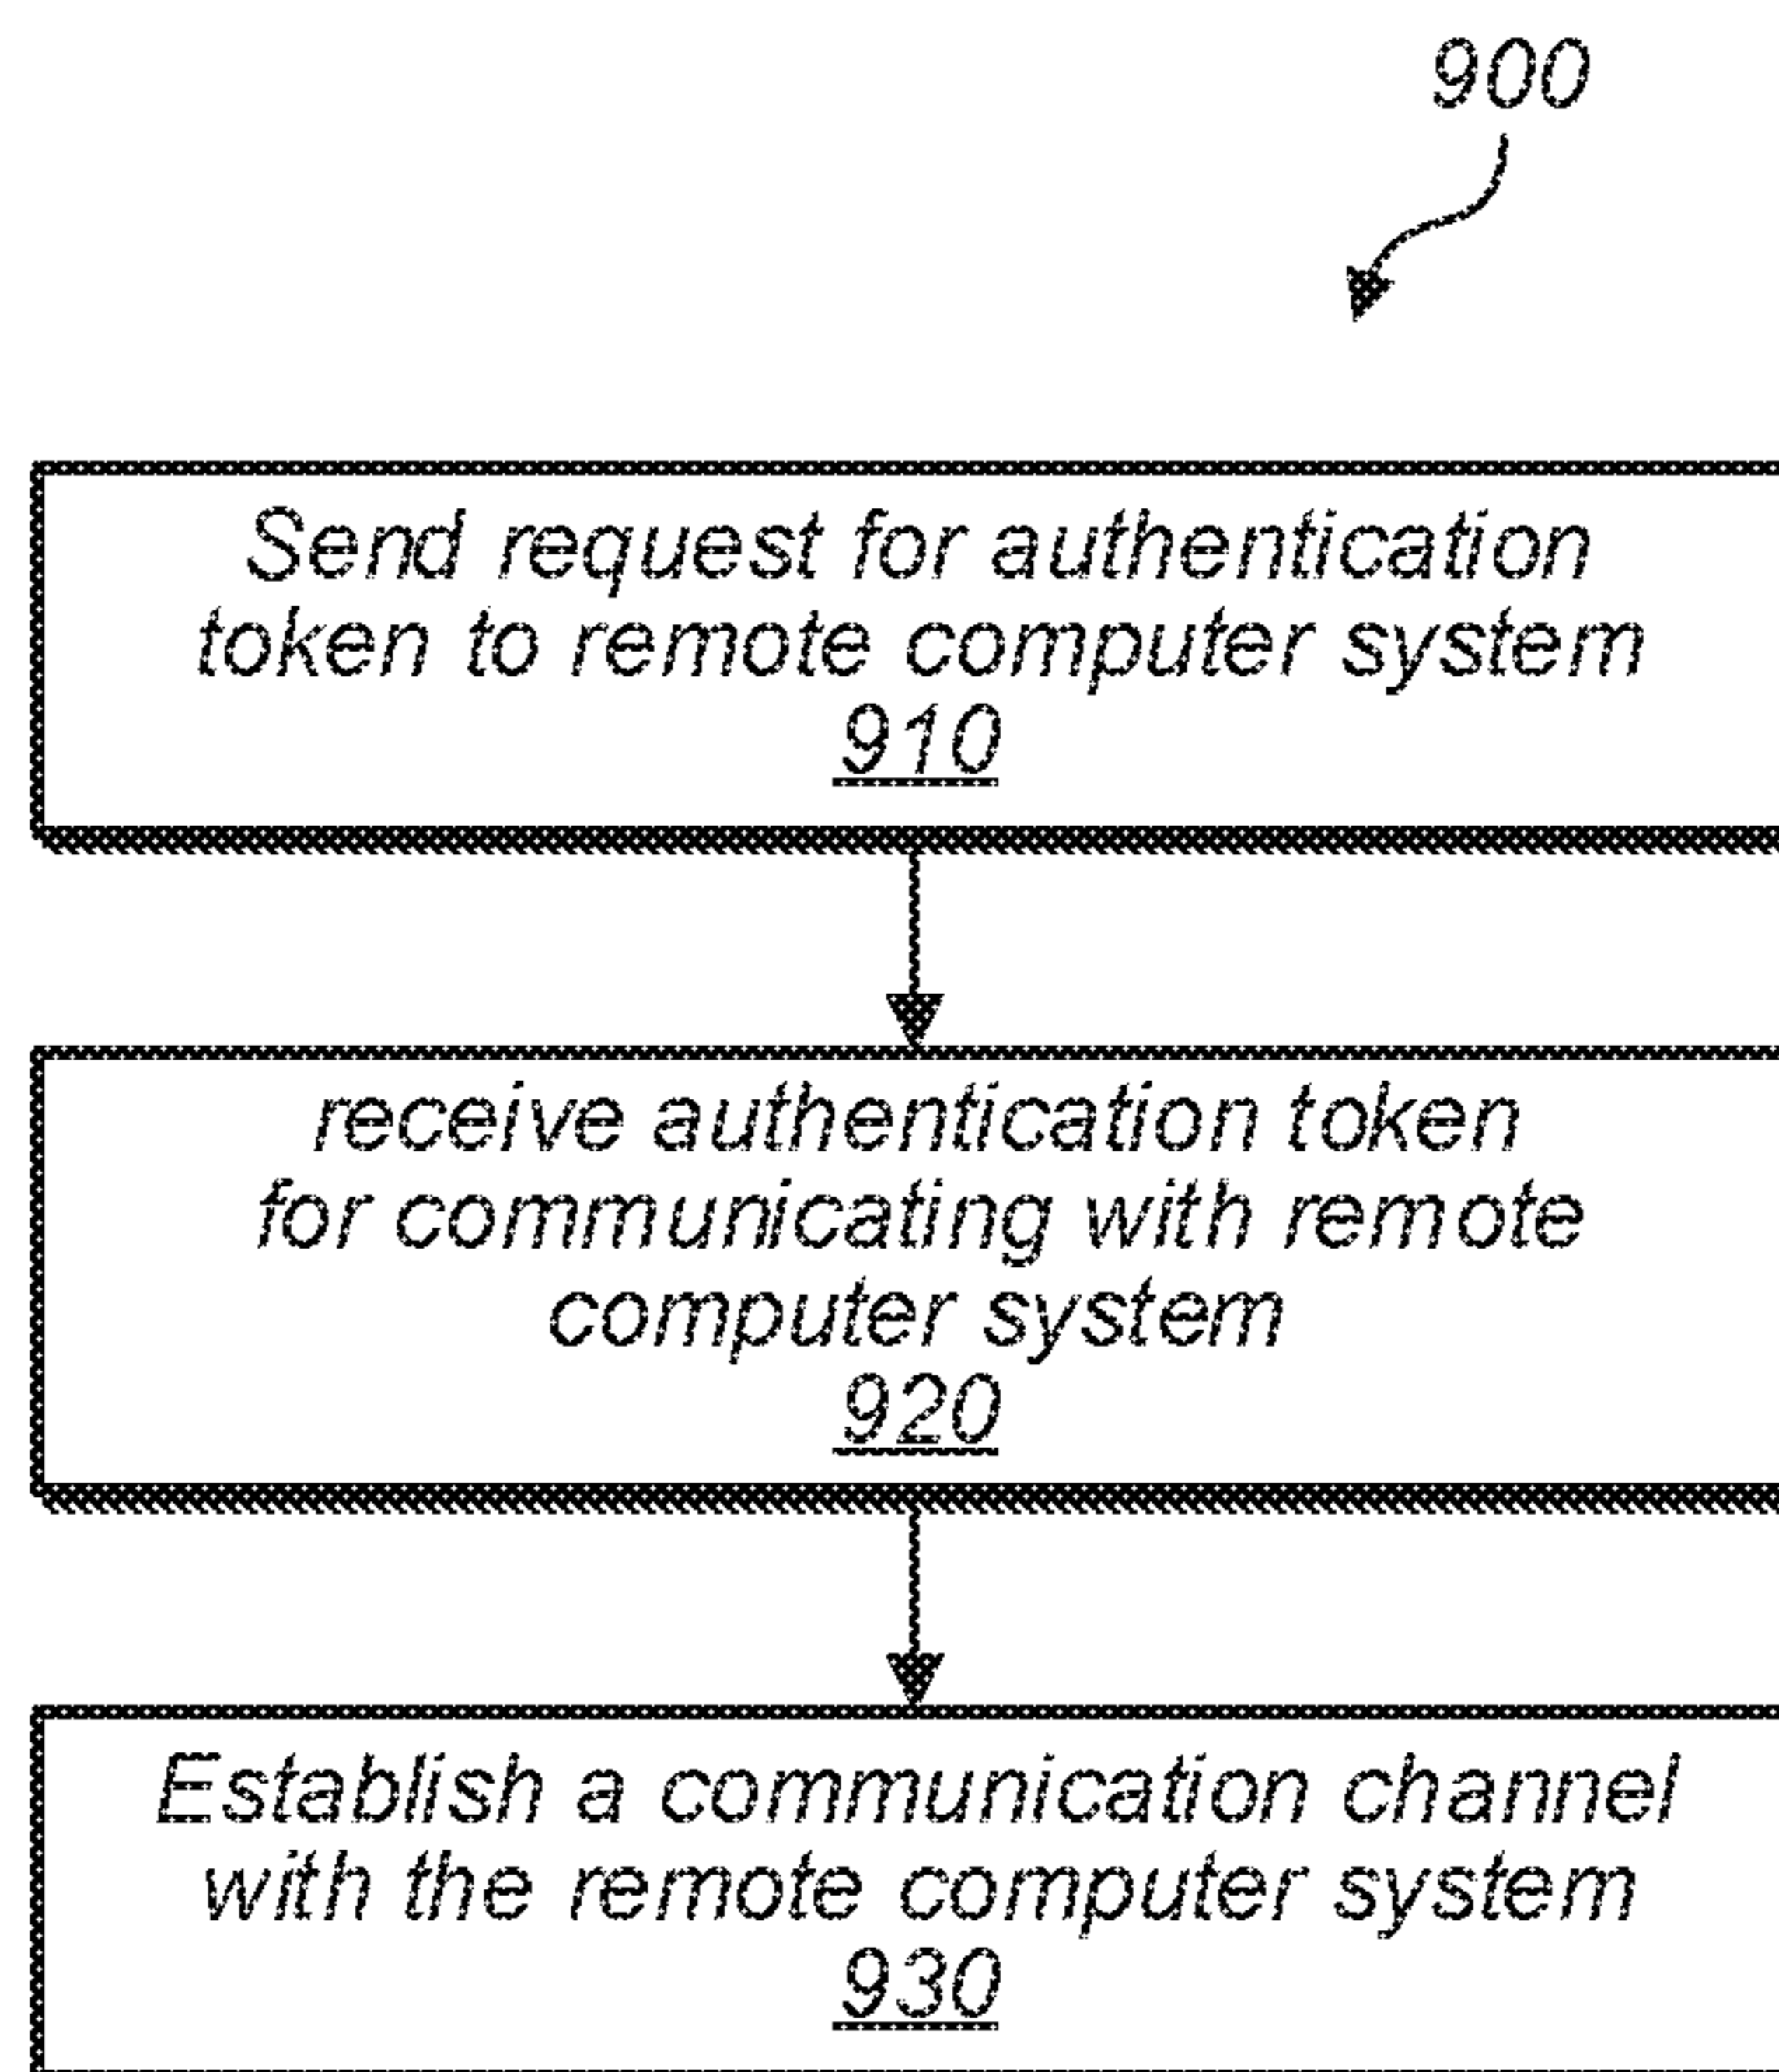 900
Send request for authentication
token to remote computer system
910
receive authentication token
for communicating with remote
computer system
920
Establish a communication channel
with the remote computer system
930